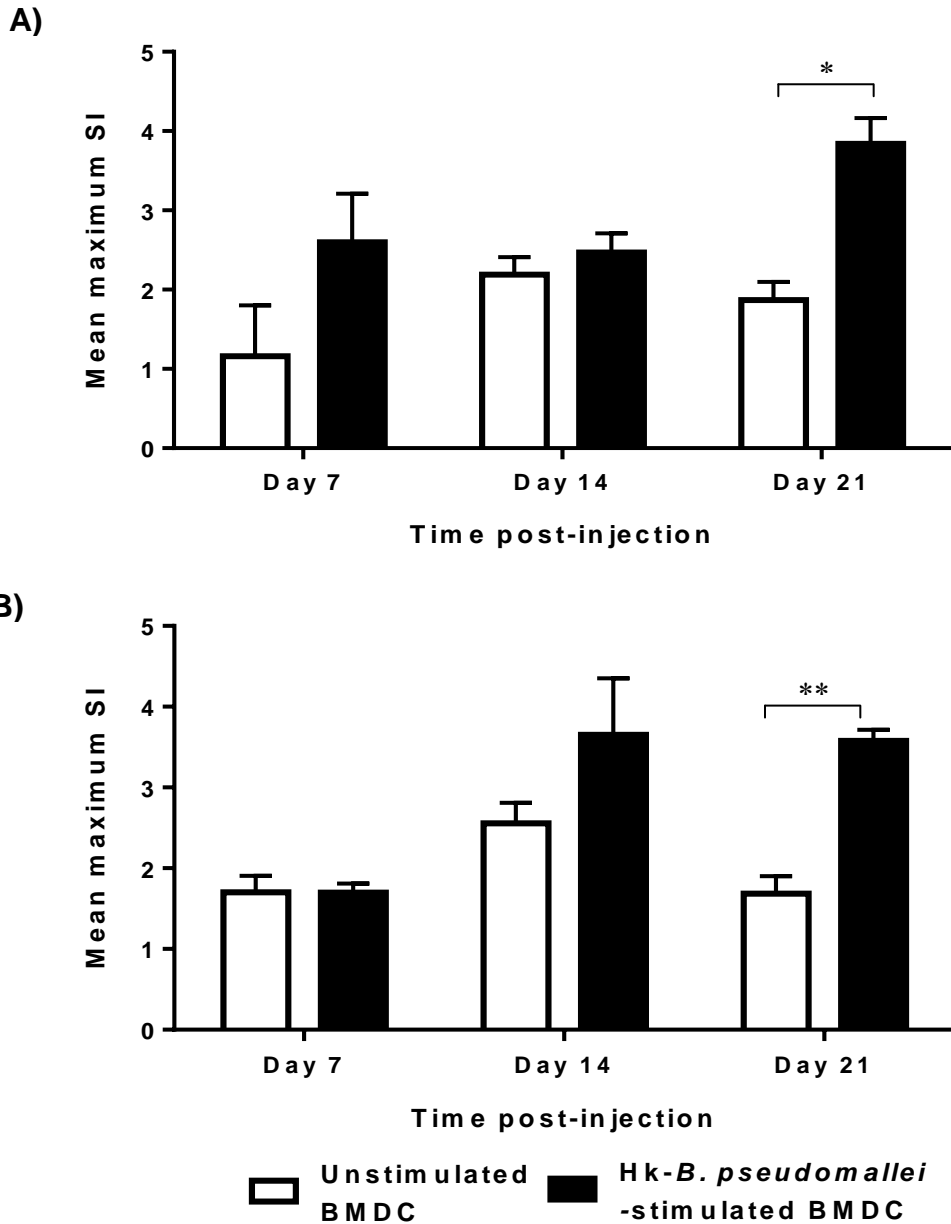 A)
5
4
3
2
1
0
Mean maximum SI
*
Day 7 Day 14 Day 21
Time post-injection
B)
5
4
3
2
1
0
Mean maximum SI
**
Day 7 Day 14 Day 21
Time post-injection
Unstimulated BMDC
Hk-B. pseudomallei
-stimulated BMDC